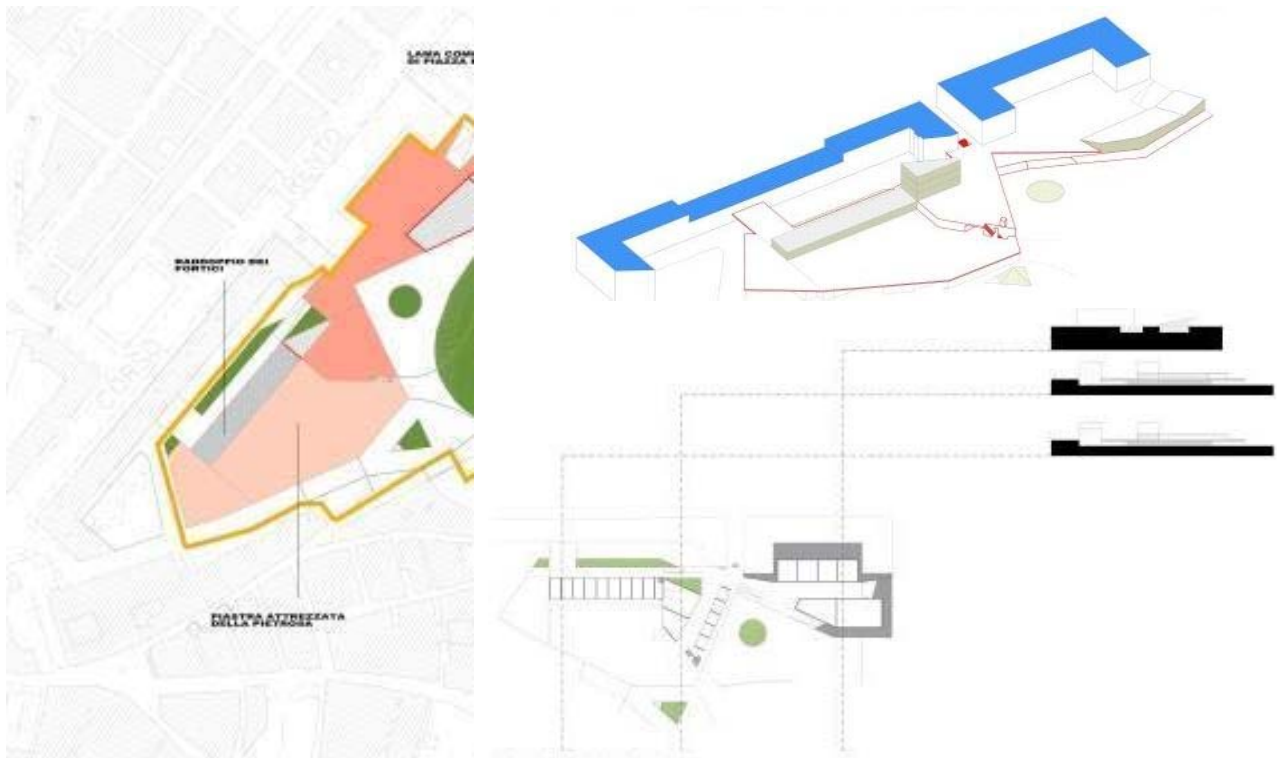 LAMA COM
DI PIAZZA
RADDOPPIO DEI
PORTICI
CORSO
PIASTRA ATTREZZATA
DELLA PIETROSA